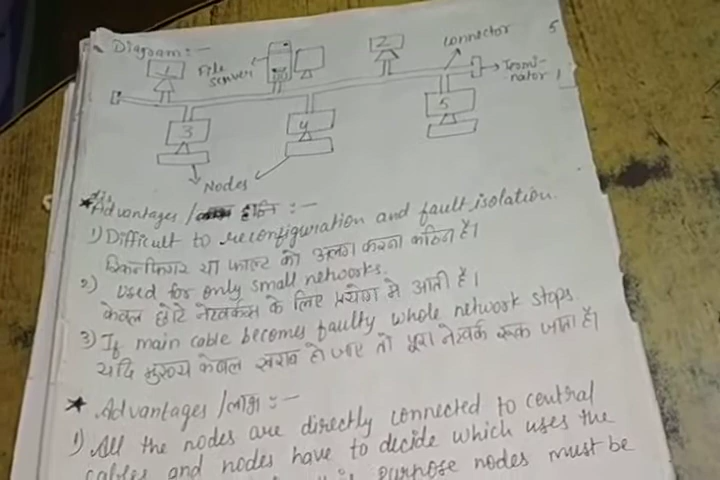 Diagram:-
1
File server
2
connector
5
Termi-
nator
3
4
5
Nodes
* Disadvantages / हानि :-
1) Difficult to reconfiguration and fault isolation.
रिकन्फिगर या फाल्ट को अलग करना कठिन है।
2) Used for only small networks.
केवल छोटे नेटवर्कस के लिए प्रयोग मे आती है।
3) If main cable becomes faulty whole network stops.
यदि मुख्य केबल खराब हो जाए तो पूरा नेटवर्क रूक जाता है।
* Advantages / लाभ :-
1) All the nodes are directly connected to central
cables and nodes have to decide which uses the
purpose nodes must be